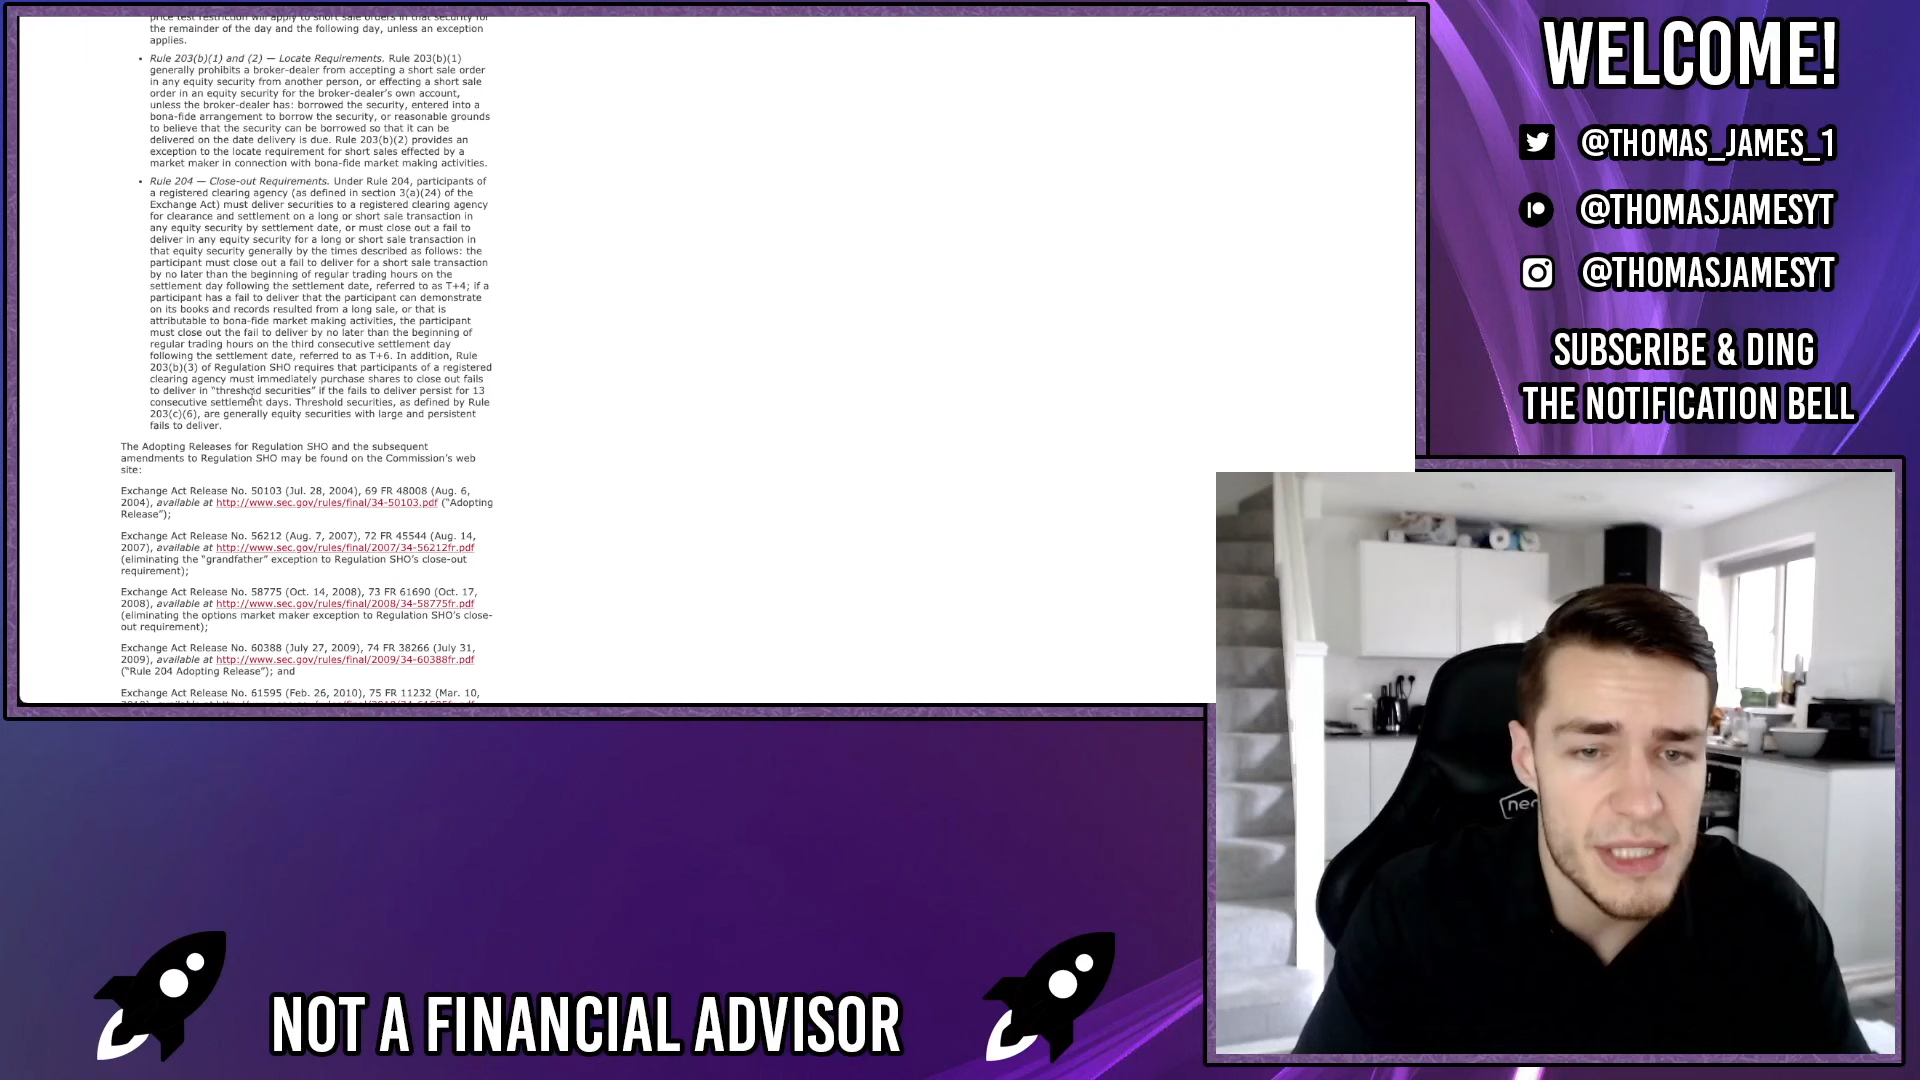 price test restriction will apply to short sale orders in that security for
the remainder of the day and the following day, unless an exception
applies.
• Rule 203(b)(1) and (2) — Locate Requirements. Rule 203(b)(1)
generally prohibits a broker-dealer from accepting a short sale order
in any equity security from another person, or effecting a short sale
order in an equity security for the broker-dealer's own account,
unless the broker-dealer has: borrowed the security, entered into a
bona-fide arrangement to borrow the security, or reasonable grounds
to believe that the security can be borrowed so that it can be
delivered on the date delivery is due. Rule 203(b)(2) provides an
exception to the locate requirement for short sales effected by a
market maker in connection with bona-fide market making activities.
• Rule 204 — Close-out Requirements. Under Rule 204, participants of
a registered clearing agency (as defined in section 3(a)(24) of the
Exchange Act) must deliver securities to a registered clearing agency
for clearance and settlement on a long or short sale transaction in
any equity security by settlement date, or must close out a fail to
deliver in any equity security for a long or short sale transaction in
that equity security generally by the times described as follows: the
participant must close out a fail to deliver for a short sale transaction
by no later than the beginning of regular trading hours on the
settlement day following the settlement date, referred to as T+4; if a
participant has a fail to deliver that the participant can demonstrate
on its books and records resulted from a long sale, or that is
attributable to bona-fide market making activities, the participant
must close out the fail to deliver by no later than the beginning of
regular trading hours on the third consecutive settlement day
following the settlement date, referred to as T+6. In addition, Rule
203(b)(3) of Regulation SHO requires that participants of a registered
clearing agency must immediately purchase shares to close out fails
to deliver in "threshold securities" if the fails to deliver persist for 13
consecutive settlement days. Threshold securities, as defined by Rule
203(c)(6), are generally equity securities with large and persistent
fails to deliver.
The Adopting Releases for Regulation SHO and the subsequent
amendments to Regulation SHO may be found on the Commission's web
site:
Exchange Act Release No. 50103 (Jul. 28, 2004), 69 FR 48008 (Aug. 6,
2004), available at http://www.sec.gov/rules/final/34-50103.pdf ("Adopting
Release");
Exchange Act Release No. 56212 (Aug. 7, 2007), 72 FR 45544 (Aug. 14,
2007), available at http://www.sec.gov/rules/final/2007/34-56212fr.pdf
(eliminating the "grandfather" exception to Regulation SHO's close-out
requirement);
Exchange Act Release No. 58775 (Oct. 14, 2008), 73 FR 61690 (Oct. 17,
2008), available at http://www.sec.gov/rules/final/2008/34-58775fr.pdf
(eliminating the options market maker exception to Regulation SHO's close-
out requirement);
Exchange Act Release No. 60388 (July 27, 2009), 74 FR 38266 (July 31,
2009), available at http://www.sec.gov/rules/final/2009/34-60388fr.pdf
("Rule 204 Adopting Release"); and
Exchange Act Release No. 61595 (Feb. 26, 2010), 75 FR 11232 (Mar. 10,
WELCOME!
@THOMAS_JAMES_1
@THOMASJAMESYT
@THOMASJAMESYT
SUBSCRIBE & DING
THE NOTIFICATION BELL
NOT A FINANCIAL ADVISOR